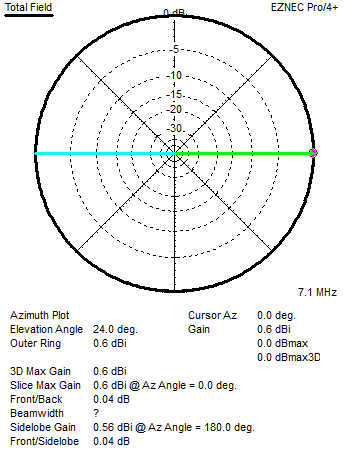 Total Field
EZNEC Pro/4+
0 dB
-5
-10
-15
-20
-30
7.1 MHz
Azimuth Plot
Cursor Az 0.0 deg.
Elevation Angle 24.0 deg.
Gain 0.6 dBi
Outer Ring 0.6 dBi
0.0 dBmax
0.0 dBmax3D
3D Max Gain 0.6 dBi
Slice Max Gain 0.6 dBi @ Az Angle = 0.0 deg.
Front/Back 0.04 dB
Beamwidth ?
Sidelobe Gain 0.56 dBi @ Az Angle = 180.0 deg.
Front/Sidelobe 0.04 dB